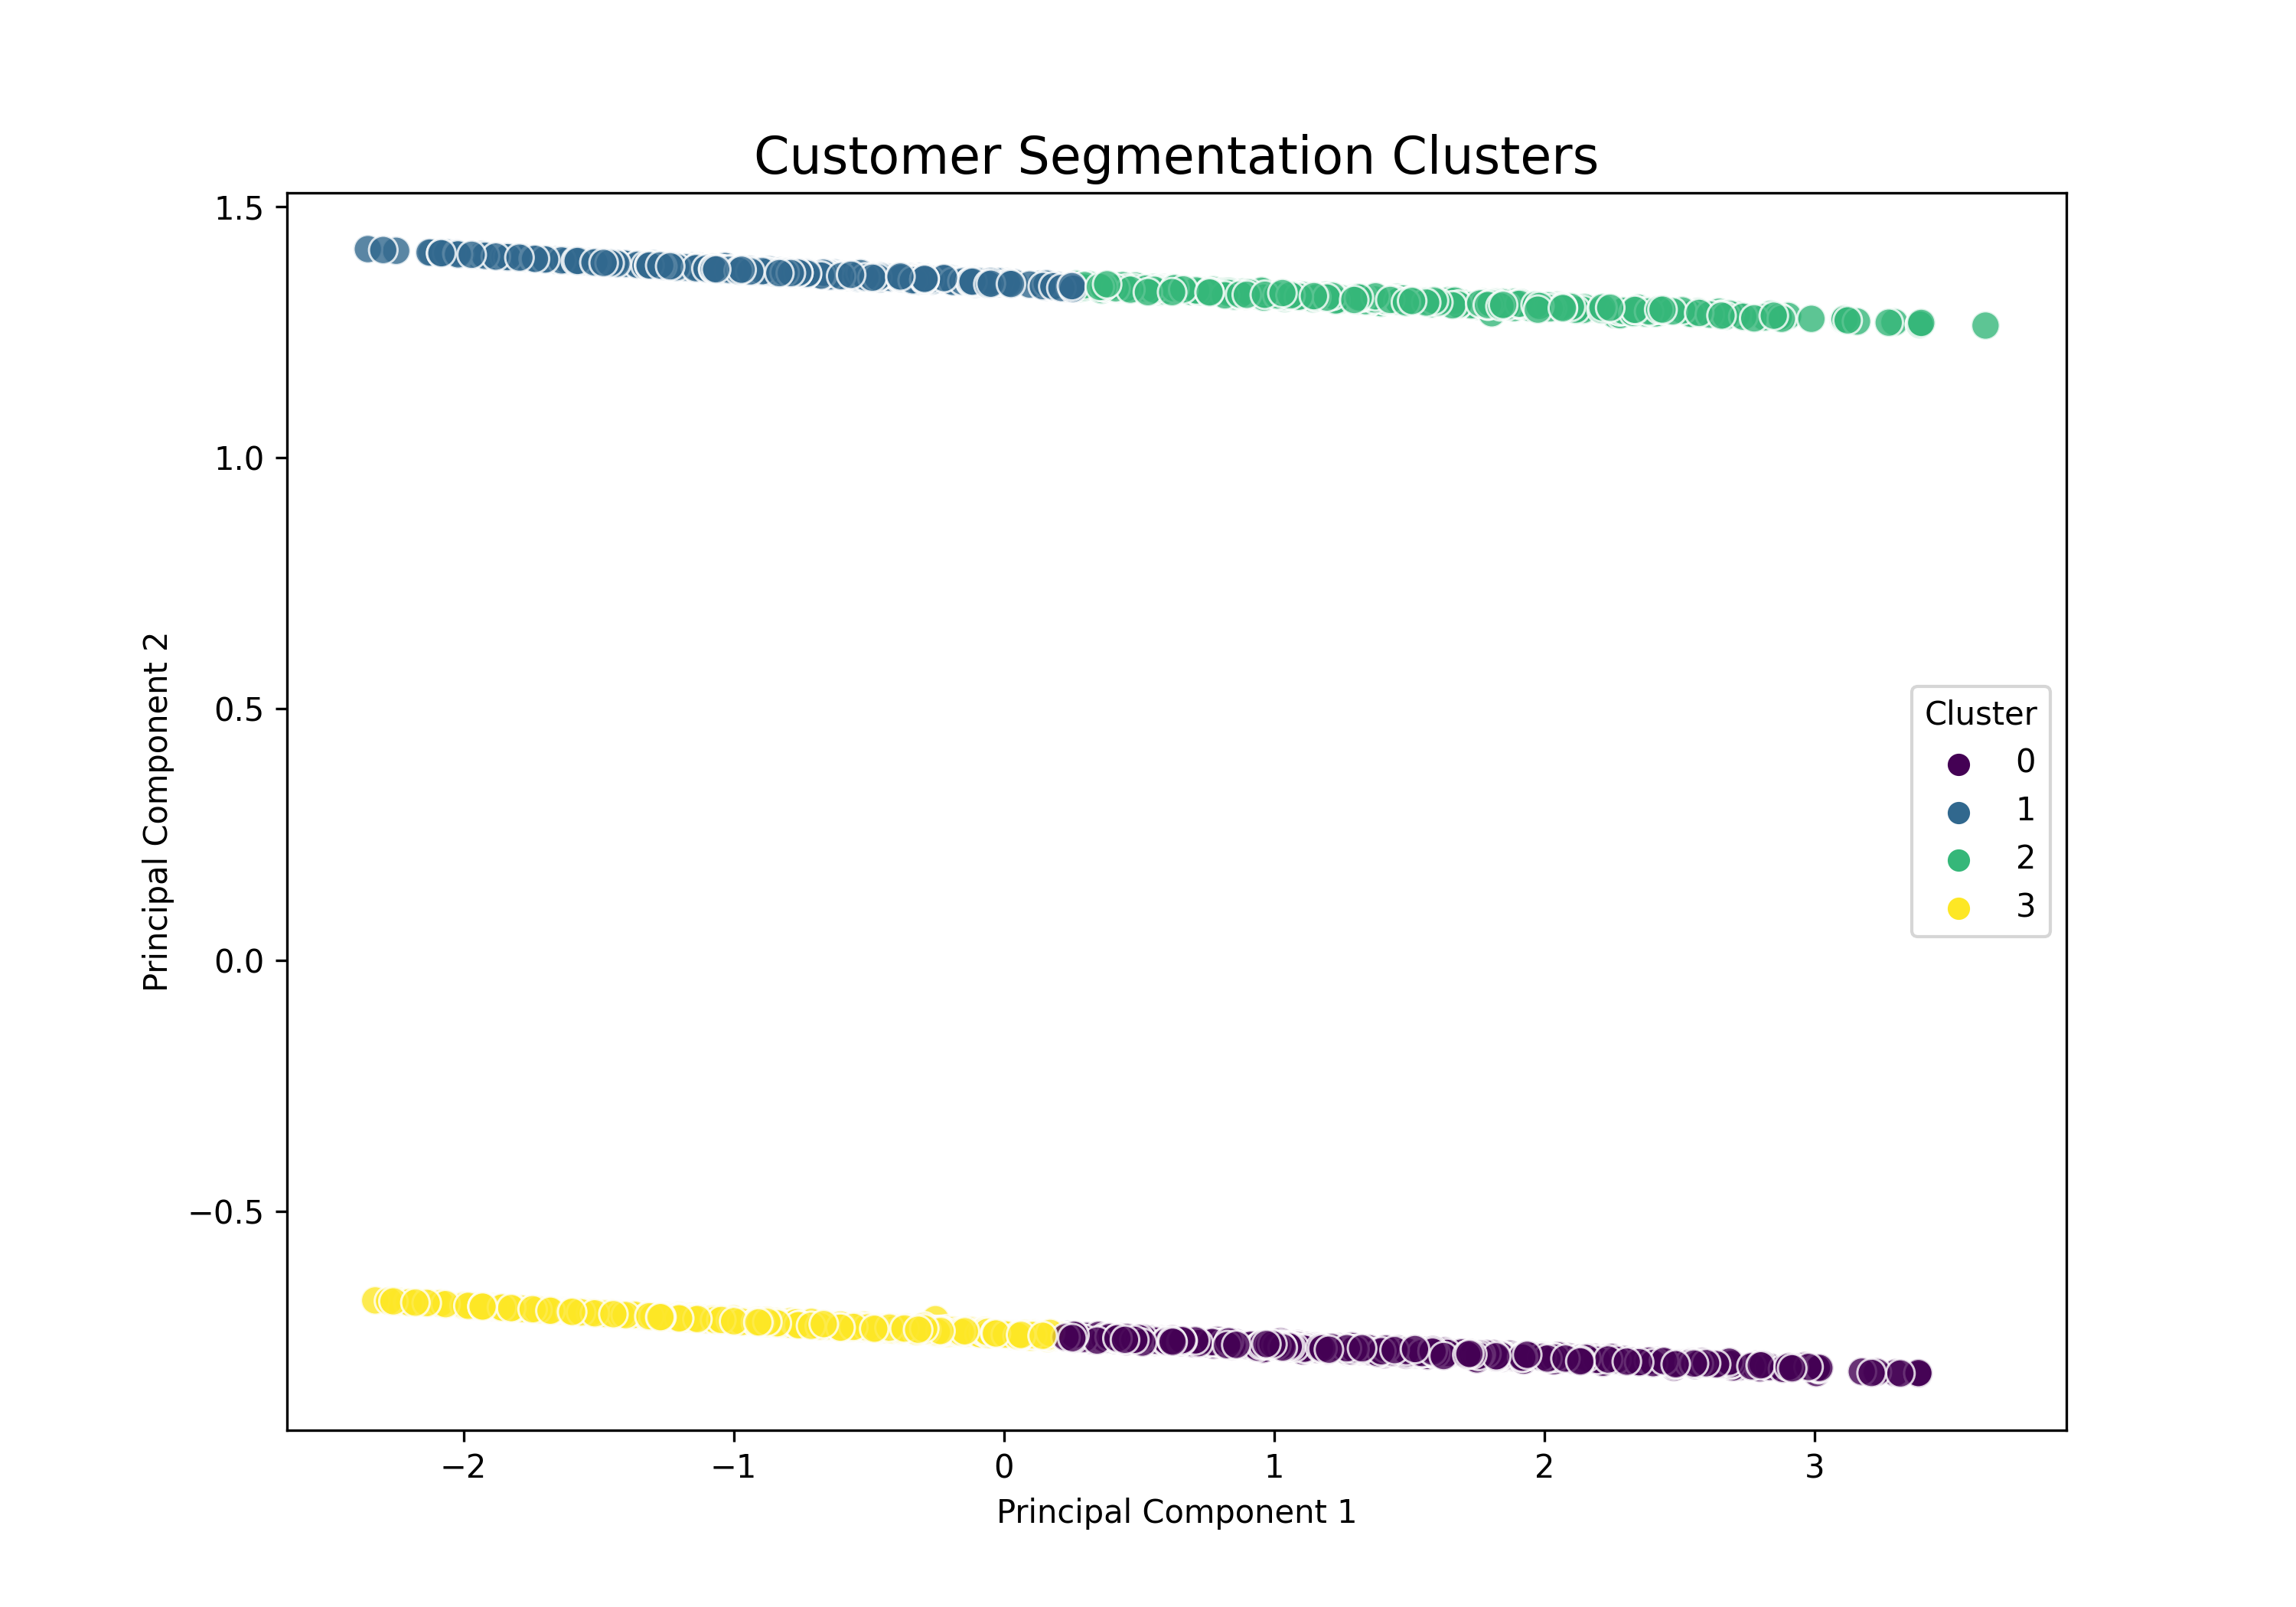 Customer Segmentation Clusters
1.5
1.0
0.5
0.0
−0.5
Principal Component 2
Cluster
0
1
2
3
−2 −1 0 1 2 3
Principal Component 1